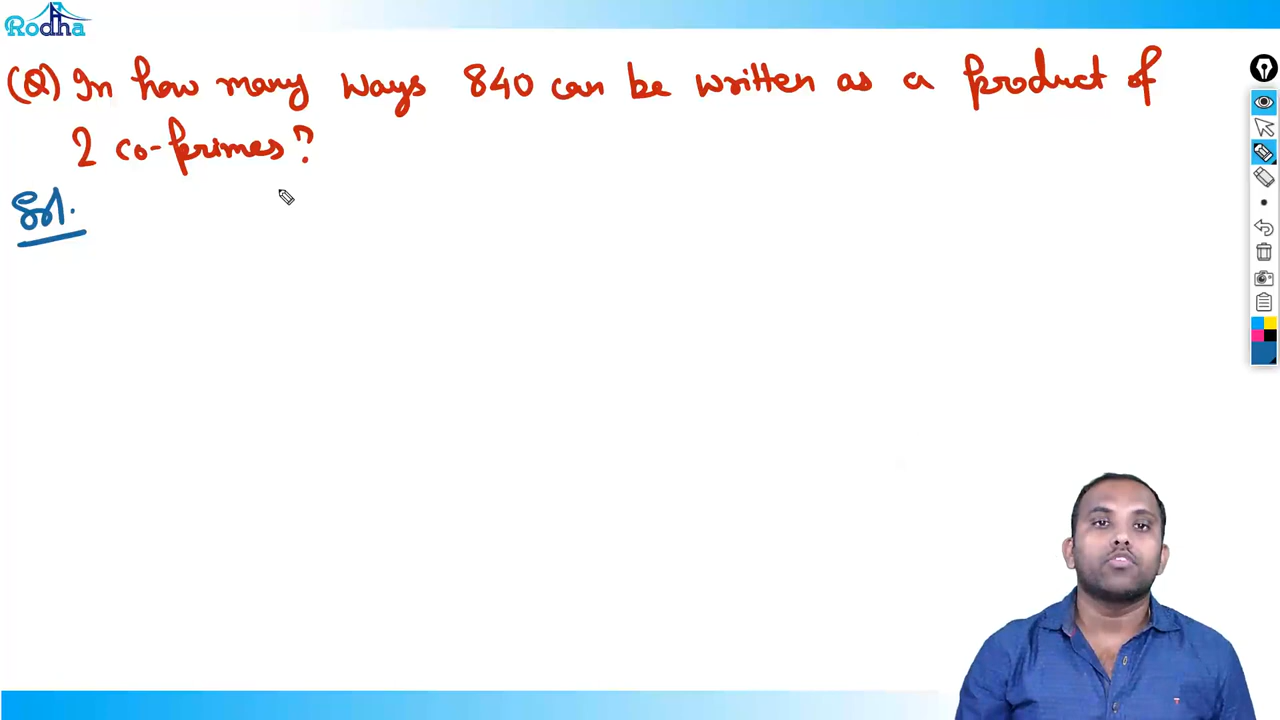 Rodha
(Q) In how many ways 840 can be written as a product of
2 co-primes?
Sol.